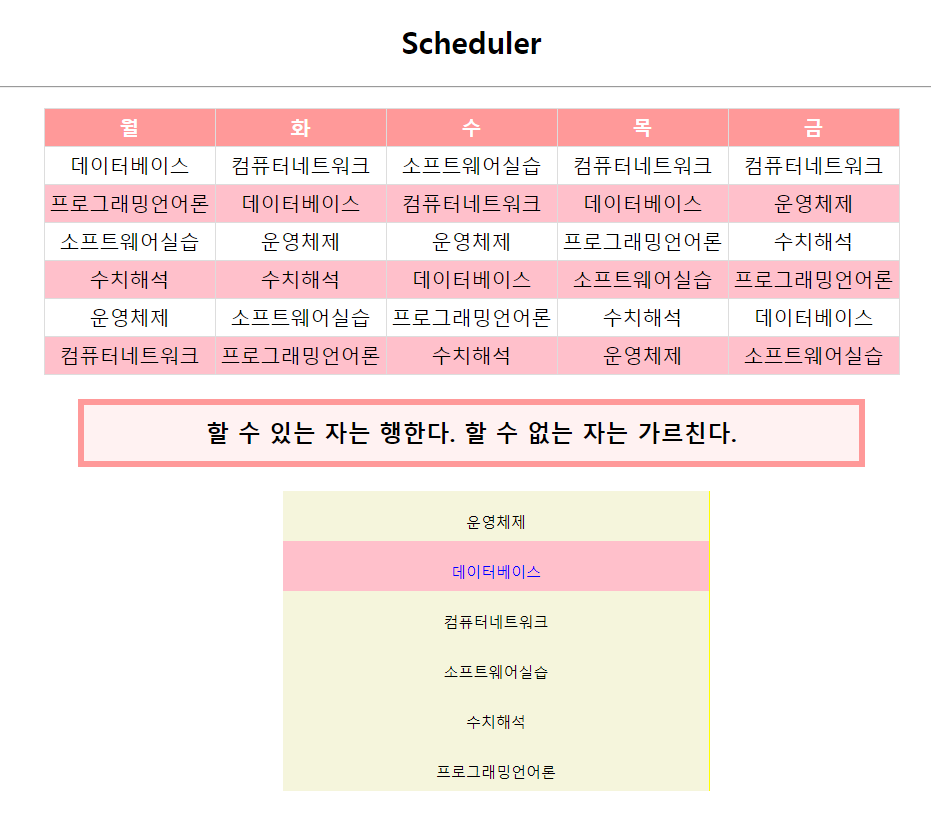 Scheduler
월 화 수 목 금
데이터베이스 컴퓨터네트워크 소프트웨어실습 컴퓨터네트워크 컴퓨터네트워크
프로그래밍언어론 데이터베이스 컴퓨터네트워크 데이터베이스 운영체제
소프트웨어실습 운영체제 운영체제 프로그래밍언어론 수치해석
수치해석 수치해석 데이터베이스 소프트웨어실습 프로그래밍언어론
운영체제 소프트웨어실습 프로그래밍언어론 수치해석 데이터베이스
컴퓨터네트워크 프로그래밍언어론 수치해석 운영체제 소프트웨어실습
할 수 있는 자는 행한다. 할 수 없는 자는 가르친다.
운영체제
데이터베이스
컴퓨터네트워크
소프트웨어실습
수치해석
프로그래밍언어론